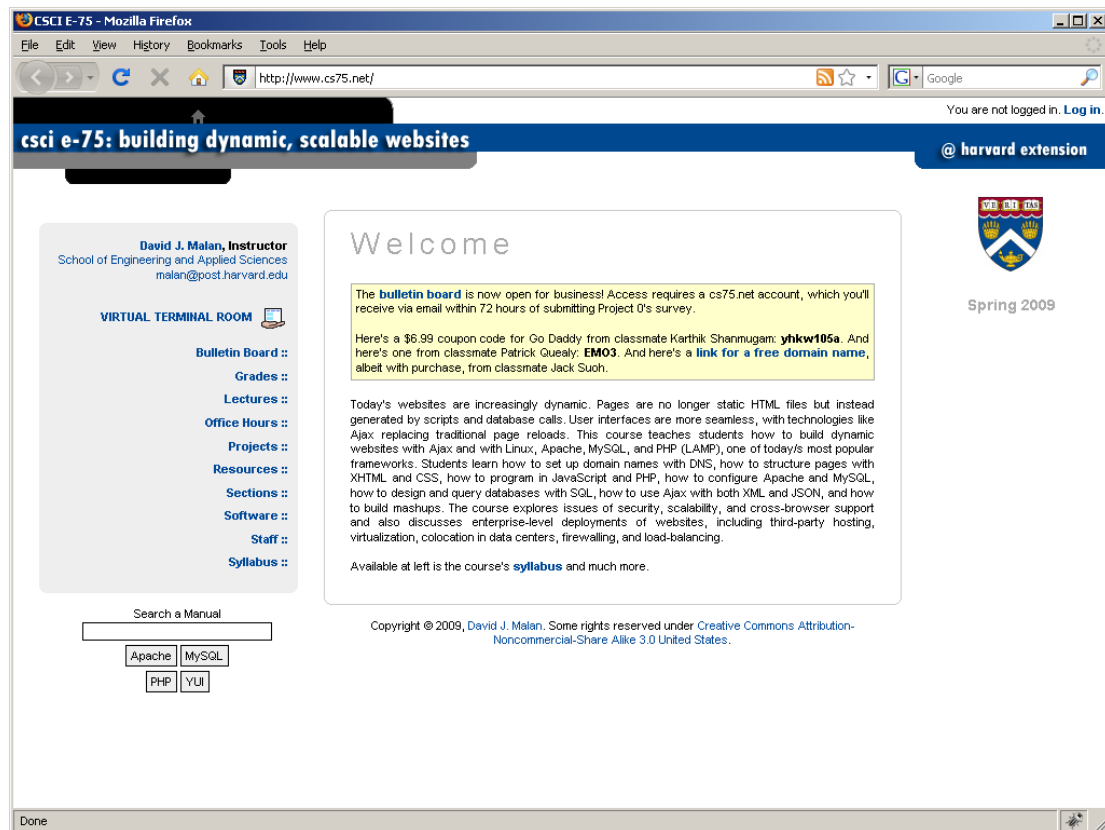 CSCI E-75 - Mozilla Firefox
File Edit View History Bookmarks Tools Help
http://www.cs75.net/
G Google
You are not logged in. Log in.
csci e-75: building dynamic, scalable websites
@ harvard extension
VE RI TAS
Spring 2009
David J. Malan, Instructor
School of Engineering and Applied Sciences
malan@post.harvard.edu
VIRTUAL TERMINAL ROOM
Bulletin Board ::
Grades ::
Lectures ::
Office Hours ::
Projects ::
Resources ::
Sections ::
Software ::
Staff ::
Syllabus ::
Search a Manual
Apache MySQL
PHP YUI
Welcome
The bulletin board is now open for business! Access requires a cs75.net account, which you'll
receive via email within 72 hours of submitting Project 0's survey.
Here's a $6.99 coupon code for Go Daddy from classmate Karthik Shanmugam: yhkw105a. And
here's one from classmate Patrick Quealy: EMO3. And here's a link for a free domain name,
albeit with purchase, from classmate Jack Suoh.
Today's websites are increasingly dynamic. Pages are no longer static HTML files but instead
generated by scripts and database calls. User interfaces are more seamless, with technologies like
Ajax replacing traditional page reloads. This course teaches students how to build dynamic
websites with Ajax and with Linux, Apache, MySQL, and PHP (LAMP), one of today/s most popular
frameworks. Students learn how to set up domain names with DNS, how to structure pages with
XHTML and CSS, how to program in JavaScript and PHP, how to configure Apache and MySQL,
how to design and query databases with SQL, how to use Ajax with both XML and JSON, and how
to build mashups. The course explores issues of security, scalability, and cross-browser support
and also discusses enterprise-level deployments of websites, including third-party hosting,
virtualization, colocation in data centers, firewalling, and load-balancing.
Available at left is the course's syllabus and much more.
Copyright © 2009, David J. Malan. Some rights reserved under Creative Commons Attribution-
Noncommercial-Share Alike 3.0 United States.
Done